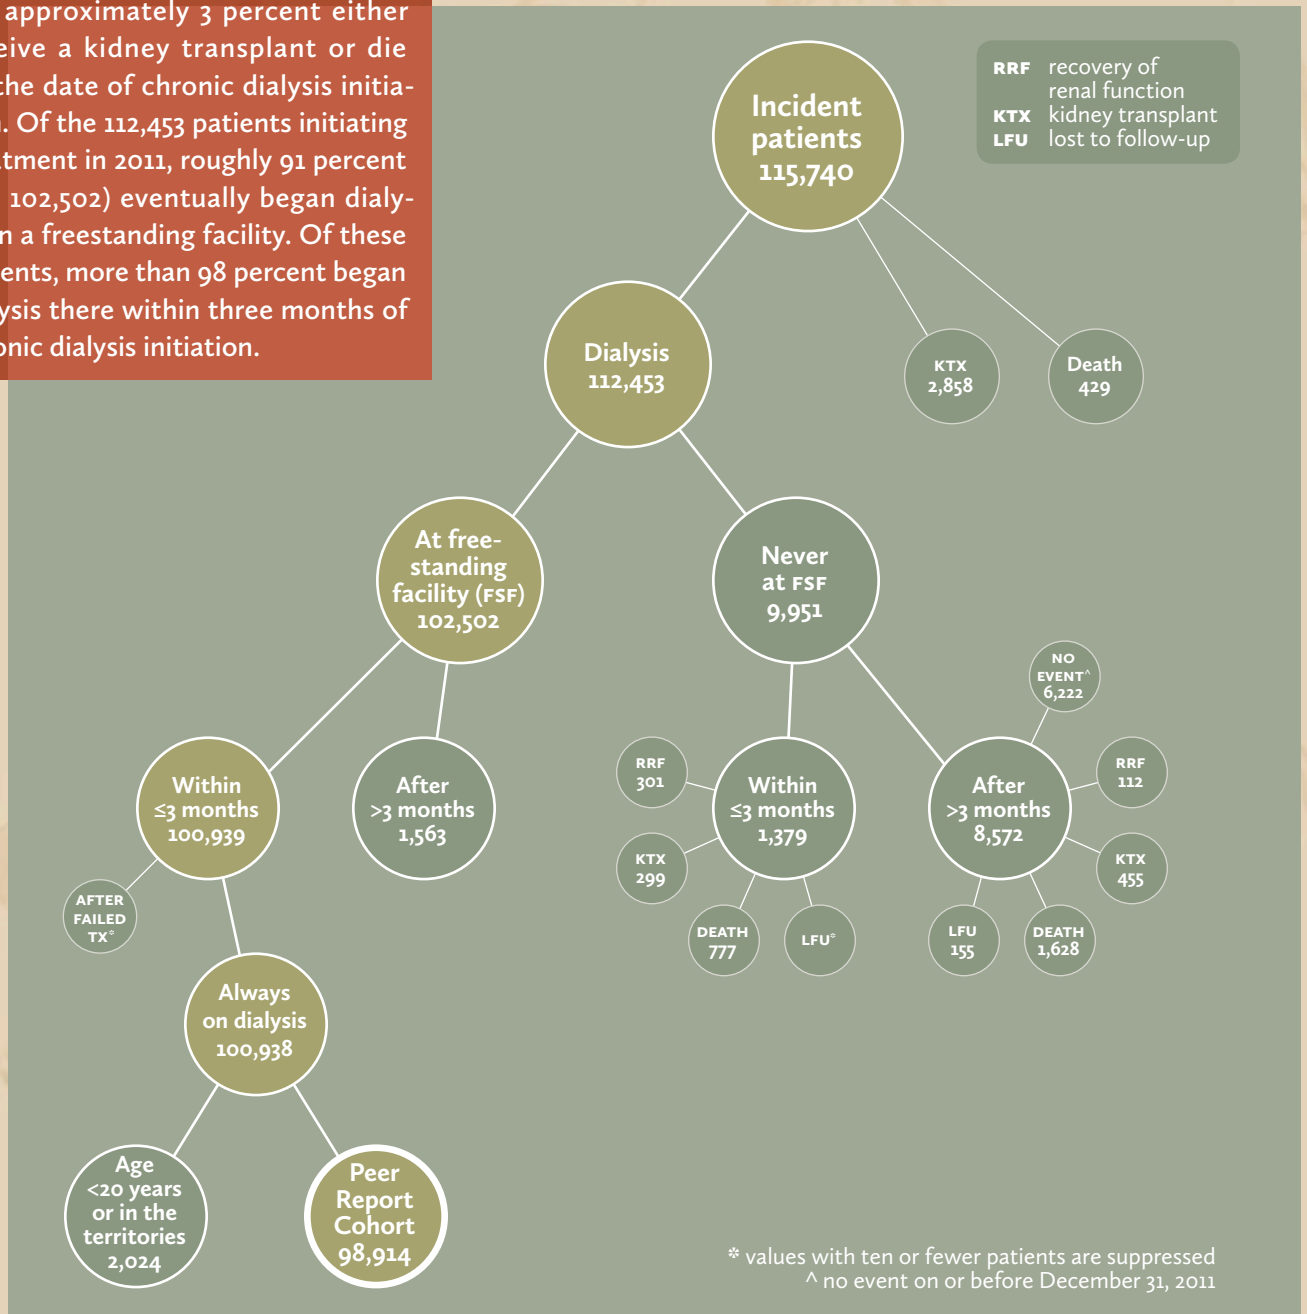 approximately 3 percent either
eive a kidney transplant or die
the date of chronic dialysis initia-
. Of the 112,453 patients initiating
tment in 2011, roughly 91 percent
102,502) eventually began dialy-
n a freestanding facility. Of these
ents, more than 98 percent began
ysis there within three months of
onic dialysis initiation.
RRF recovery of
renal function
KTX kidney transplant
LFU lost to follow-up
Incident
patients
115,740
Dialysis
112,453
KTX
2,858
Death
429
At free-
standing
facility (FSF)
102,502
Never
at FSF
9,951
Within
≤3 months
100,939
After
>3 months
1,563
RRF
301
Within
≤3 months
1,379
KTX
299
DEATH
777
LFU*
NO
EVENT^
6,222
After
>3 months
8,572
RRF
112
KTX
455
LFU
155
DEATH
1,628
AFTER
FAILED
TX*
Always
on dialysis
100,938
Age
<20 years
or in the
territories
2,024
Peer
Report
Cohort
98,914
* values with ten or fewer patients are suppressed
^ no event on or before December 31, 2011